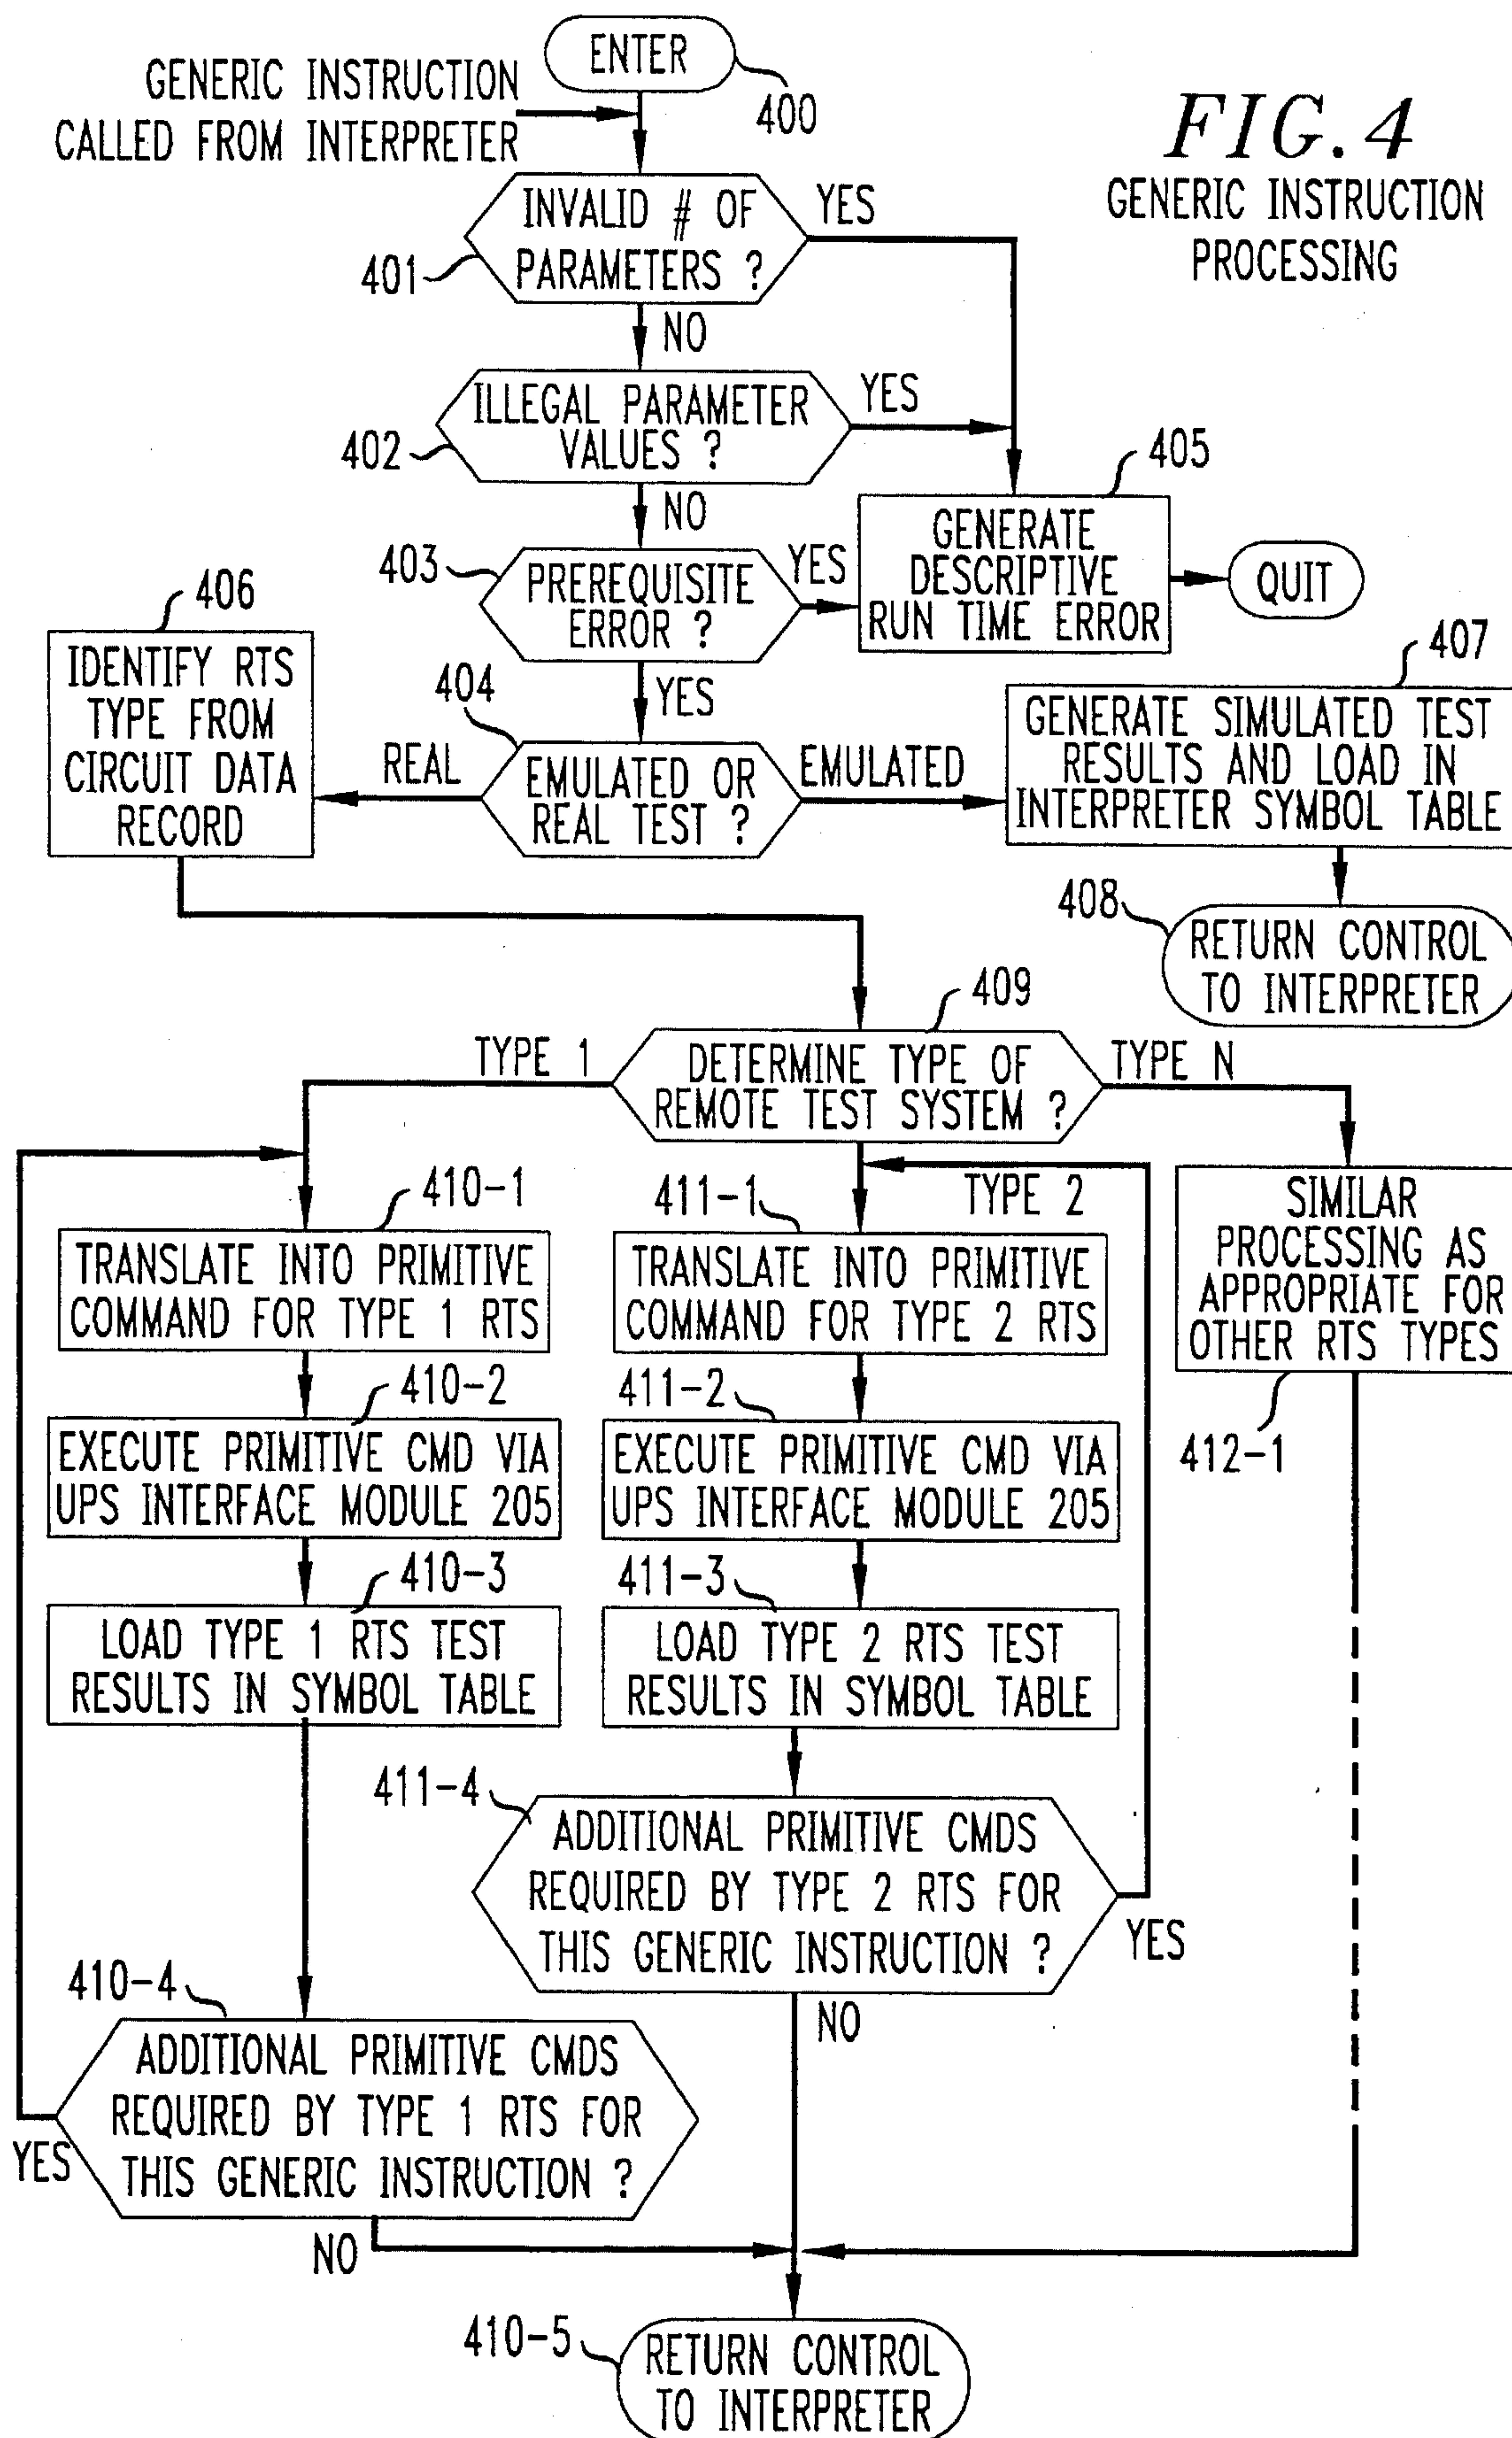 ENTER
400
GENERIC INSTRUCTION
CALLED FROM INTERPRETER
FIG. 4
GENERIC INSTRUCTION
PROCESSING
INVALID # OF
PARAMETERS ?
YES
401
NO
ILLEGAL PARAMETER
VALUES ?
YES
402
NO
405
GENERATE
DESCRIPTIVE
RUN TIME ERROR
QUIT
403
PREREQUISITE
ERROR ?
YES
YES
406
IDENTIFY RTS
TYPE FROM
CIRCUIT DATA
RECORD
404
REAL
EMULATED OR
REAL TEST ?
EMULATED
407
GENERATE SIMULATED TEST
RESULTS AND LOAD IN
INTERPRETER SYMBOL TABLE
408
RETURN CONTROL
TO INTERPRETER
409
TYPE 1
DETERMINE TYPE OF
REMOTE TEST SYSTEM ?
TYPE N
TYPE 2
410-1
TRANSLATE INTO PRIMITIVE
COMMAND FOR TYPE 1 RTS
411-1
TRANSLATE INTO PRIMITIVE
COMMAND FOR TYPE 2 RTS
SIMILAR
PROCESSING AS
APPROPRIATE FOR
OTHER RTS TYPES
412-1
410-2
EXECUTE PRIMITIVE CMD VIA
UPS INTERFACE MODULE 205
411-2
EXECUTE PRIMITIVE CMD VIA
UPS INTERFACE MODULE 205
410-3
LOAD TYPE 1 RTS TEST
RESULTS IN SYMBOL TABLE
411-3
LOAD TYPE 2 RTS TEST
RESULTS IN SYMBOL TABLE
411-4
ADDITIONAL PRIMITIVE CMDS
REQUIRED BY TYPE 2 RTS FOR
THIS GENERIC INSTRUCTION ?
YES
NO
410-4
ADDITIONAL PRIMITIVE CMDS
REQUIRED BY TYPE 1 RTS FOR
THIS GENERIC INSTRUCTION ?
YES
NO
410-5
RETURN CONTROL
TO INTERPRETER